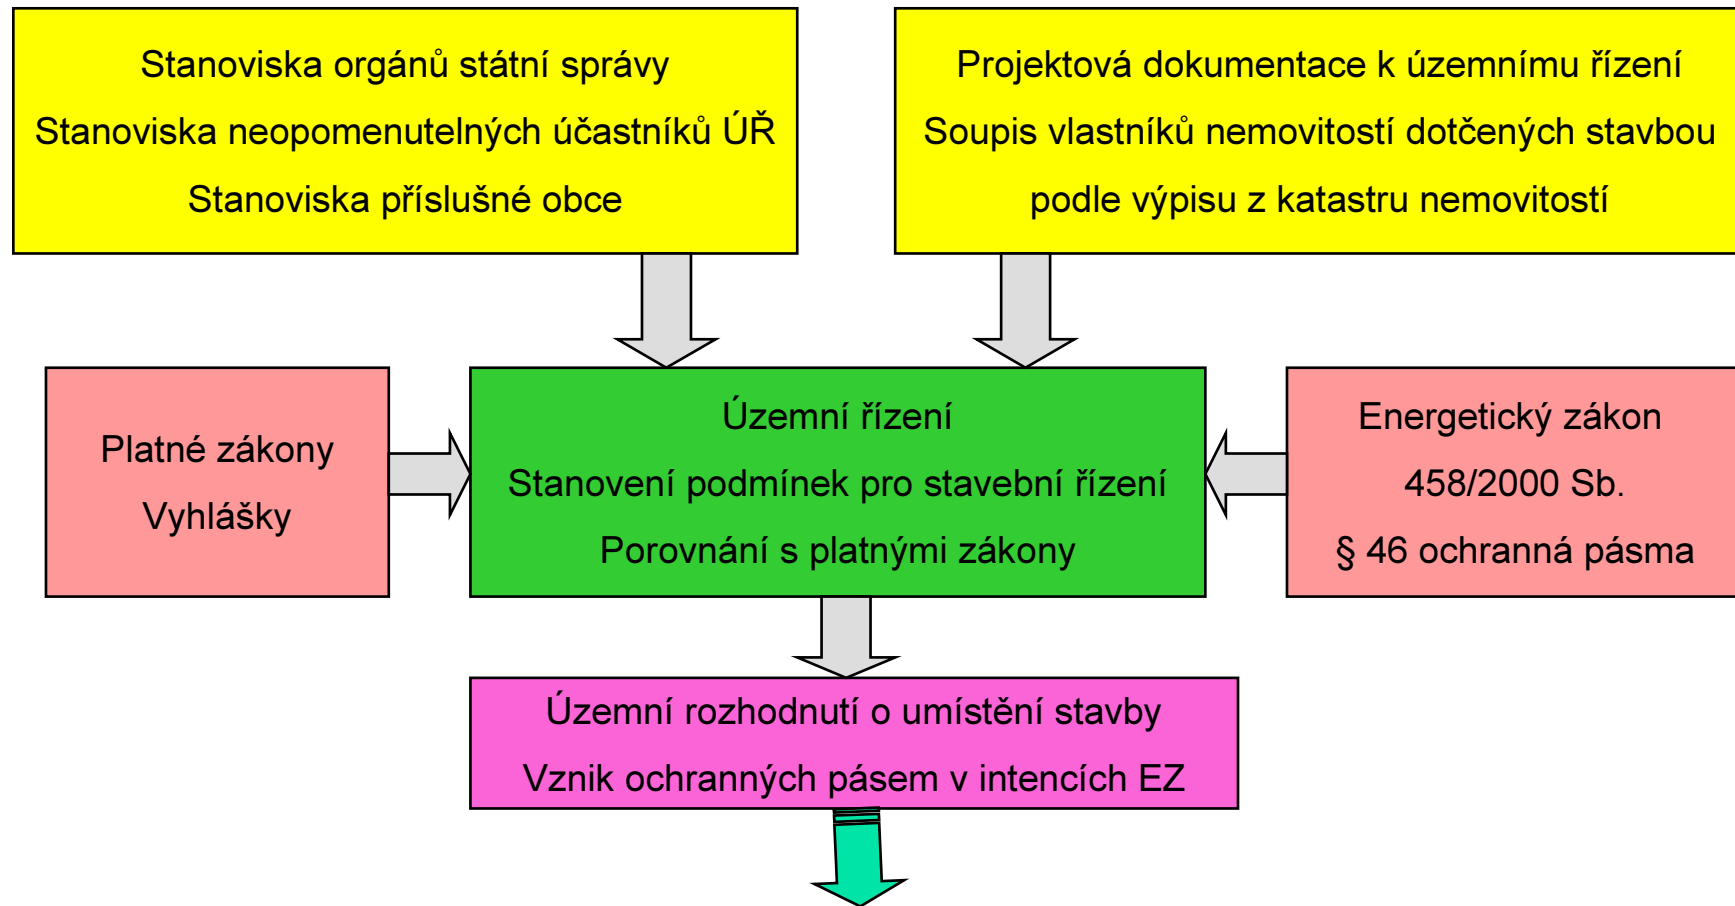 Stanoviska orgánů státní správy
Stanoviska neopomenutelných účastníků ÚŘ
Stanoviska příslušné obce
Projektová dokumentace k územnímu řízení
Soupis vlastníků nemovitostí dotčených stavbou
podle výpisu z katastru nemovitostí
Platné zákony
Vyhlášky
Územní řízení
Stanovení podmínek pro stavební řízení
Porovnání s platnými zákony
Energetický zákon
458/2000 Sb.
§ 46 ochranná pásma
Územní rozhodnutí o umístění stavby
Vznik ochranných pásem v intencích EZ